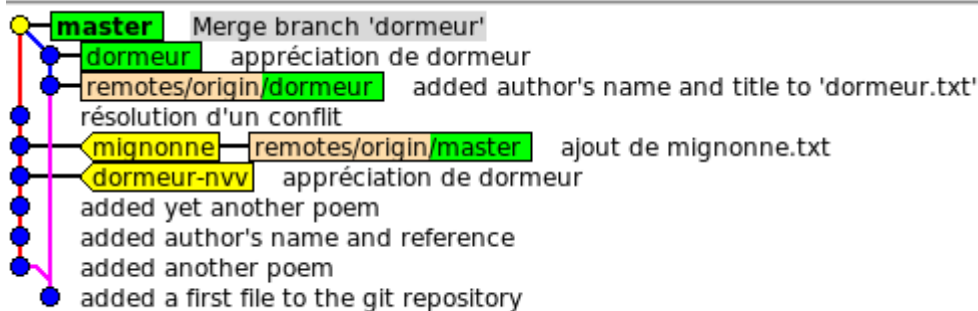 master Merge branch 'dormeur'
dormeur appréciation de dormeur
remotes/origin/dormeur added author's name and title to 'dormeur.txt'
résolution d'un conflit
mignonne remotes/origin/master ajout de mignonne.txt
dormeur-nvv appréciation de dormeur
added yet another poem
added author's name and reference
added another poem
added a first file to the git repository